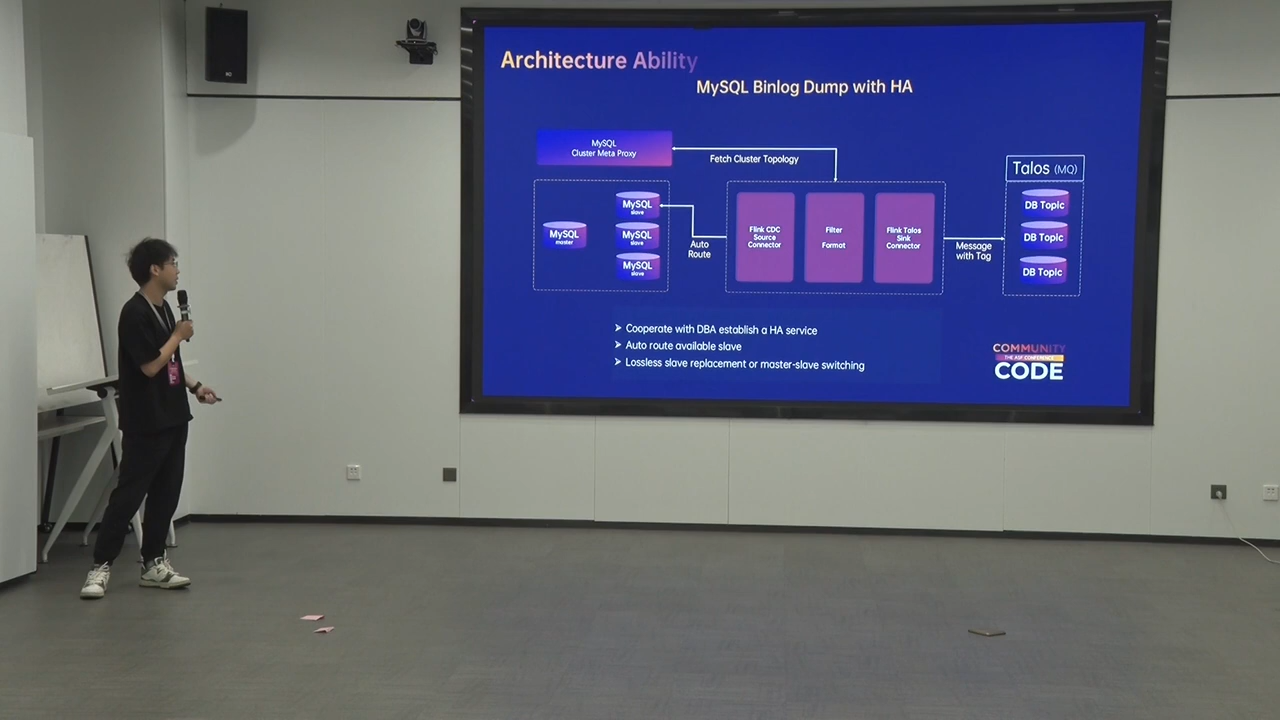 Architecture Ability
MySQL Binlog Dump with HA
MySQL
Cluster Meta Proxy
Fetch Cluster Topology
Talos (MQ)
MySQL
master
MySQL
slave
MySQL
slave
MySQL
slave
Auto
Route
Flink CDC
Source
Connector
Filter
Format
Flink Talos
Sink
Connector
Message
with Tag
DB Topic
DB Topic
DB Topic
➤ Cooperate with DBA establish a HA service
➤ Auto route available slave
➤ Lossless slave replacement or master-slave switching
COMMUNITY
THE ASF CONFERENCE
CODE